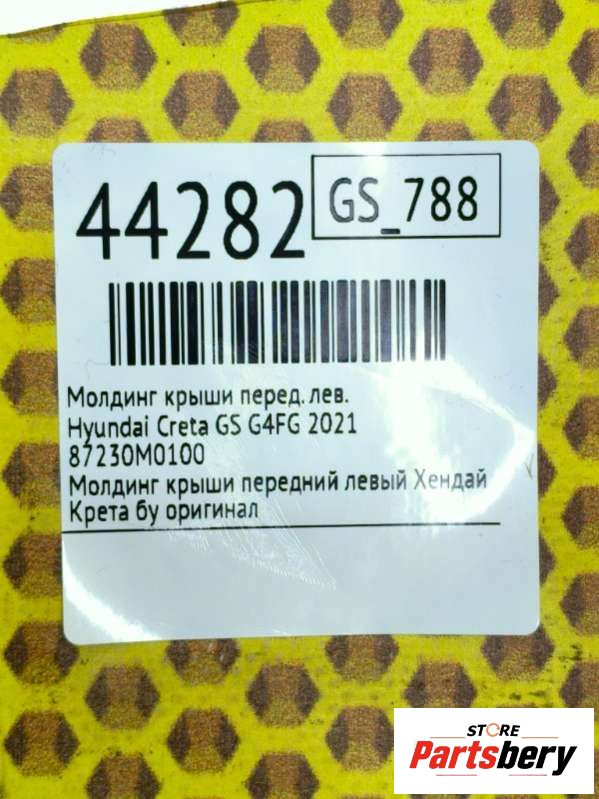 44282
GS_788
Молдинг крыши перед. лев.
Hyundai Creta GS G4FG 2021
87230M0100
Молдинг крыши передний левый Хендай
Крета бу оригинал
STORE
Partsbery